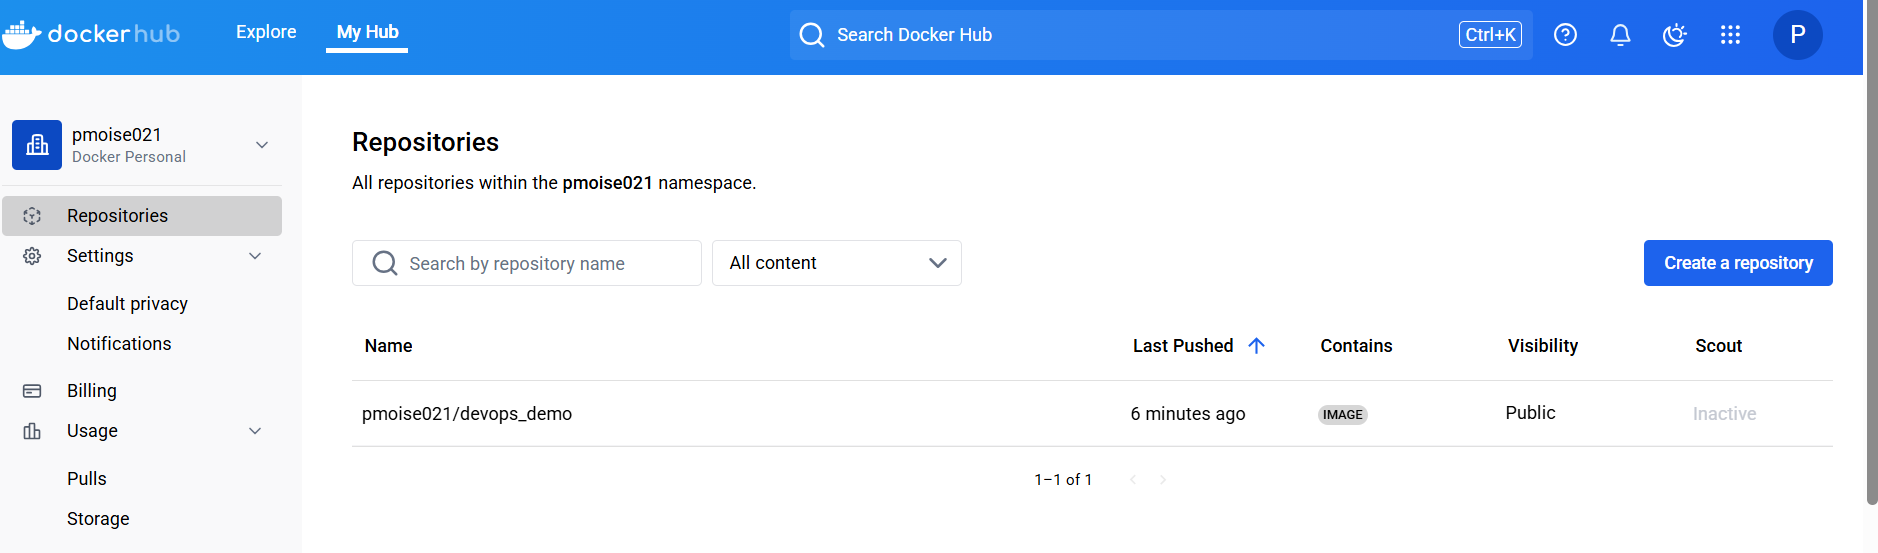 docker hub
Explore
My Hub
Search Docker Hub
Ctrl+K
P
pmoise021
Docker Personal
Repositories
Settings
Default privacy
Notifications
Billing
Usage
Pulls
Storage
Repositories
All repositories within the pmoise021 namespace.
Search by repository name
All content
Create a repository
Name Last Pushed Contains Visibility Scout
pmoise021/devops_demo 6 minutes ago IMAGE Public Inactive
1–1 of 1